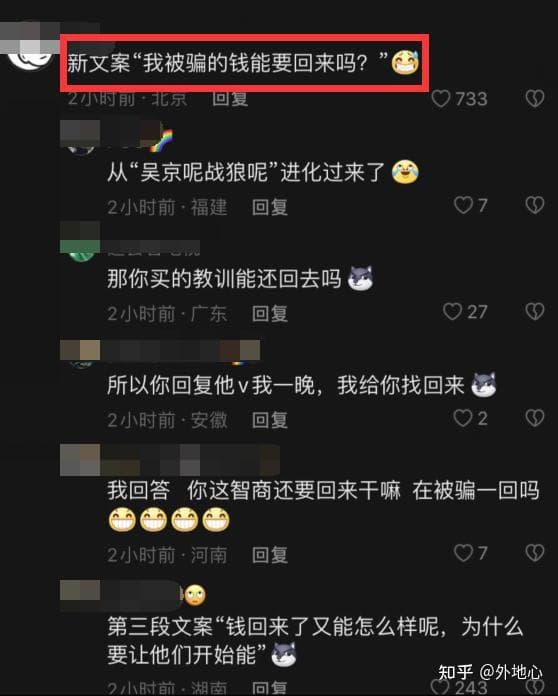 新文案“我被骗的钱能要回来吗？”
2小时前·北京 回复 733
从“吴京呢战狼呢”进化过来了
2小时前·福建 回复 7
那你买的教训能还回去吗
2小时前·广东 回复 27
所以你回复他v我一晚，我给你找回来
2小时前·安徽 回复 2
我回答 你这智商还要回来干嘛 在被骗一回吗
2小时前·河南 回复 7
第三段文案“钱回来了又能怎么样呢，为什么
要让他们开始能”
2小时前·湖南 回复 243
知乎 @外地心